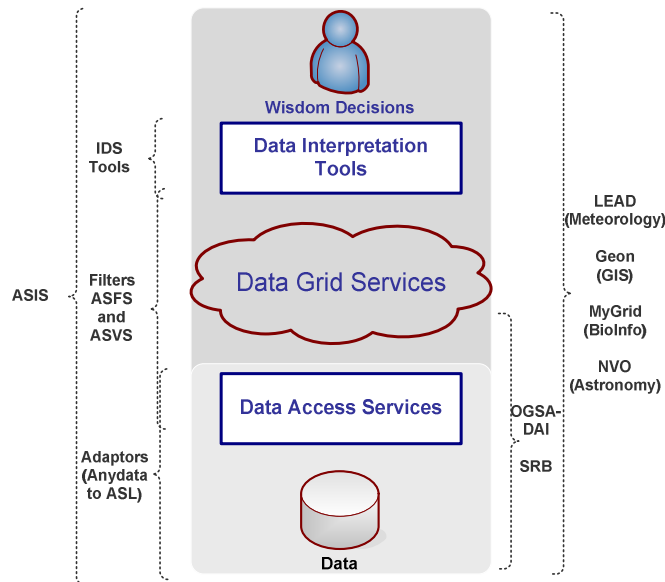 Wisdom Decisions
IDS
Tools
Data Interpretation
Tools
LEAD
(Meteorology)
Geon
(GIS)
MyGrid
(BioInfo)
NVO
(Astronomy)
ASIS
Filters
ASFS
and
ASVS
Data Grid Services
Data Access Services
OGSA-
DAI
SRB
Adaptors
(Anydata
to ASL)
Data